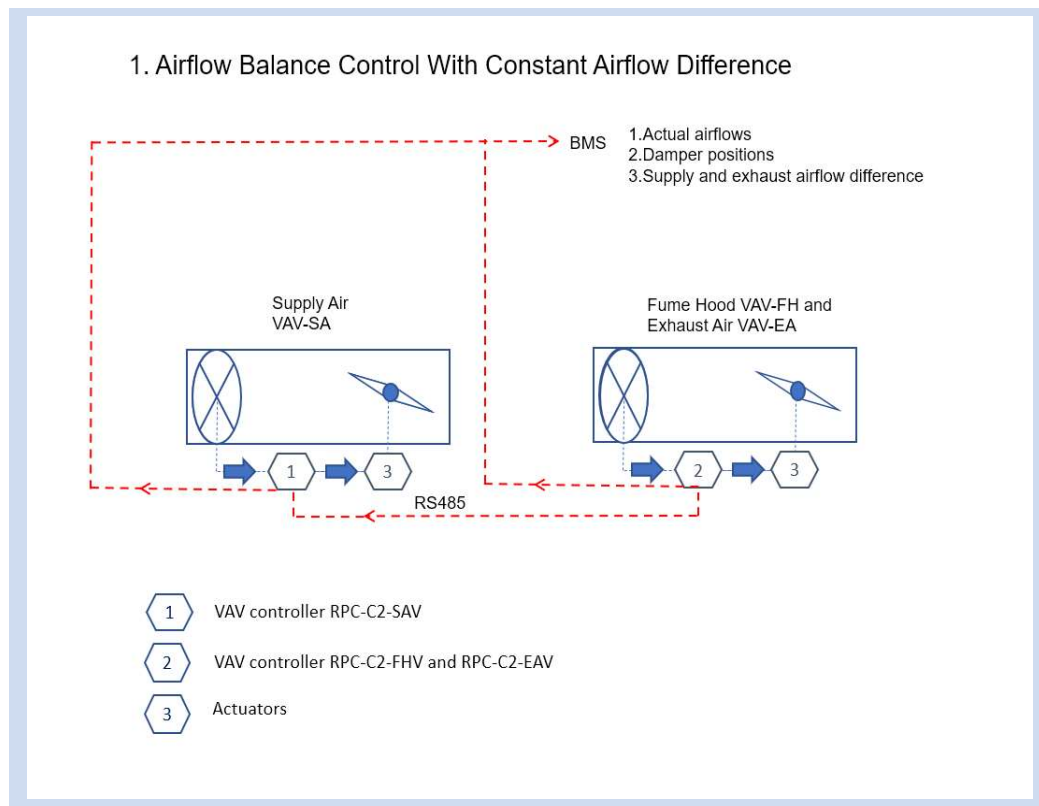 1. Airflow Balance Control With Constant Airflow Difference
BMS
1.Actual airflows
2.Damper positions
3.Supply and exhaust airflow difference
Supply Air
VAV-SA
Fume Hood VAV-FH and
Exhaust Air VAV-EA
1
3
2
3
RS485
1
VAV controller RPC-C2-SAV
2
VAV controller RPC-C2-FHV and RPC-C2-EAV
3
Actuators